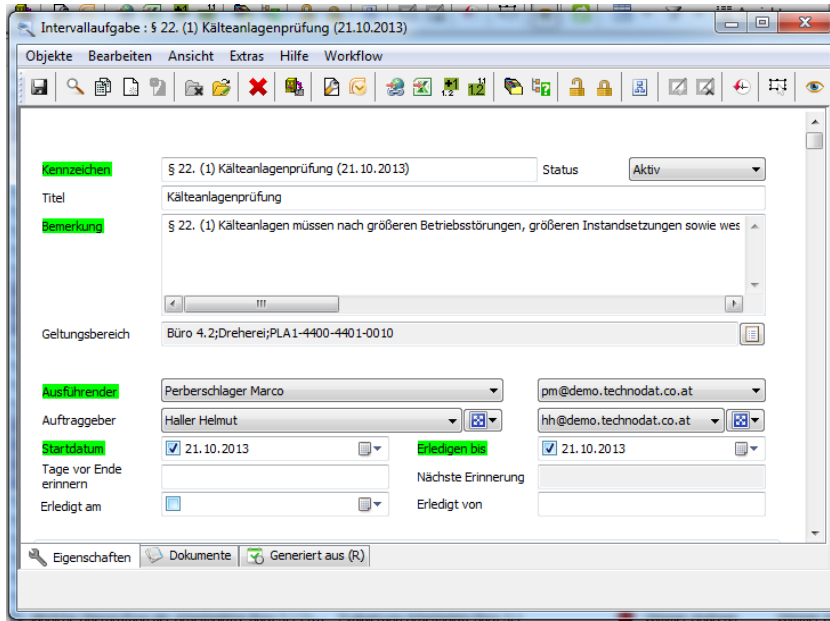 Intervallaufgabe : § 22. (1) Kälteanlagenprüfung (21.10.2013)
Objekte Bearbeiten Ansicht Extras Hilfe Workflow
Kennzeichen § 22. (1) Kälteanlagenprüfung (21.10.2013) Status Aktiv
Titel Kälteanlagenprüfung
Bemerkung § 22. (1) Kälteanlagen müssen nach größeren Betriebsstörungen, größeren Instandsetzungen sowie wes
Geltungsbereich Büro 4.2;Dreherei;PLA1-4400-4401-0010
Ausführender Perberschlager Marco pm@demo.technodat.co.at
Auftraggeber Haller Helmut hh@demo.technodat.co.at
Startdatum 21.10.2013 Erledigen bis 21.10.2013
Tage vor Ende
erinnern Nächste Erinnerung
Erledigt am Erledigt von
Eigenschaften Dokumente Generiert aus (R)